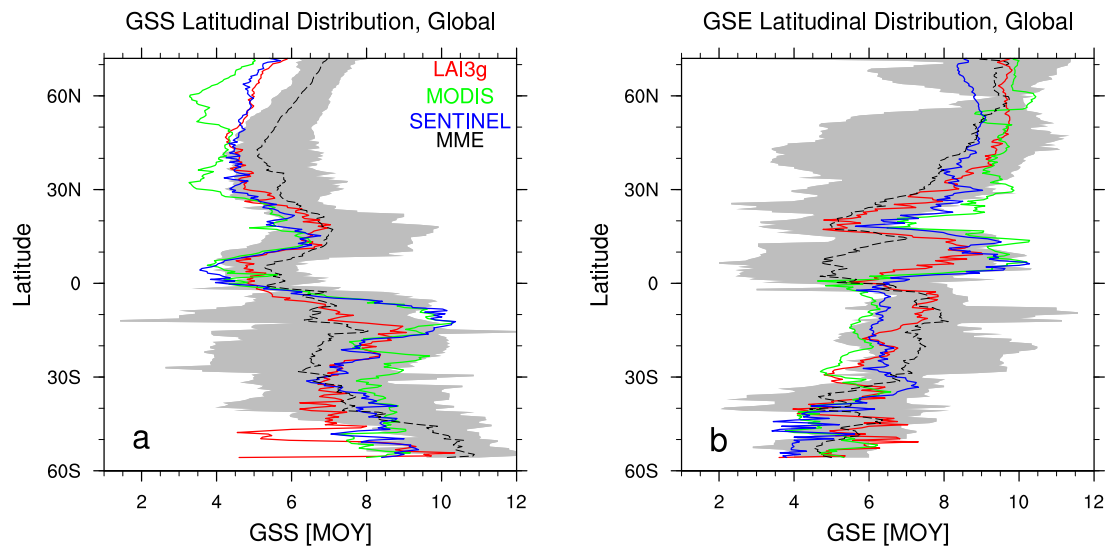 GSS Latitudinal Distribution, Global
LAI3g
MODIS
SENTINEL
MME
60N
30N
0
30S
60S
Latitude
a
2 4 6 8 10 12
GSS [MOY]
GSE Latitudinal Distribution, Global
60N
30N
0
30S
60S
Latitude
b
4 6 8 10 12
GSE [MOY]